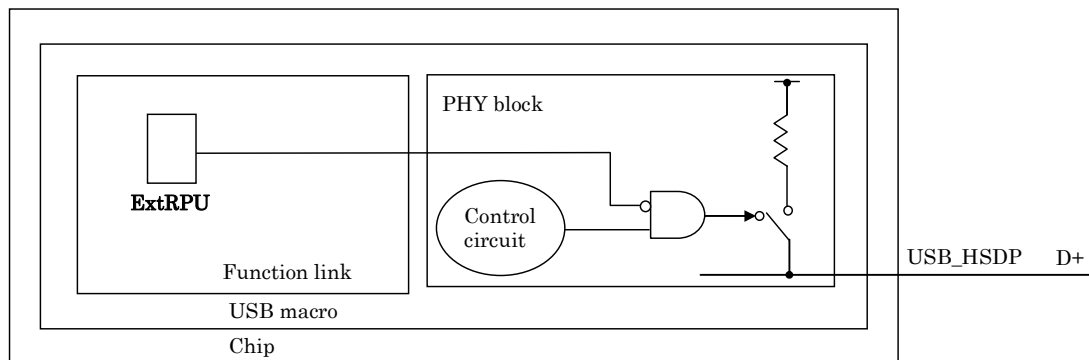 PHY block
ExtRPU
Control
circuit
Function link
USB_HSDP D+
USB macro
Chip